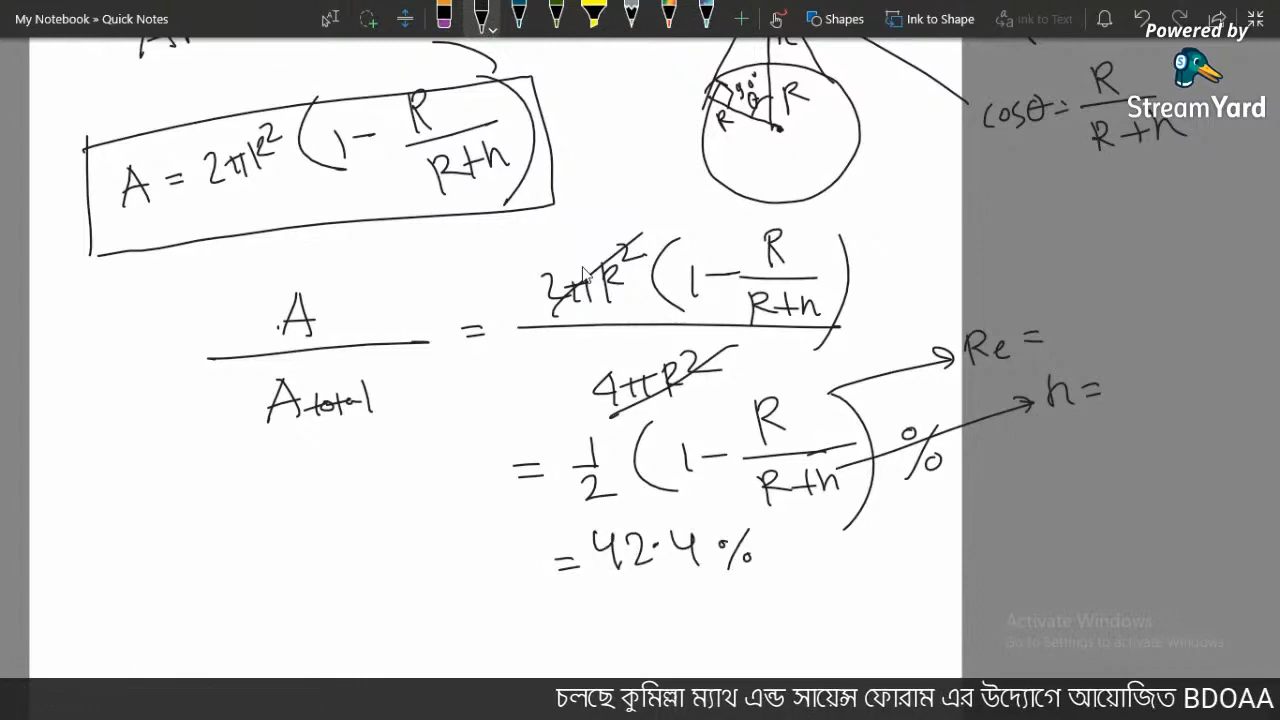 My Notebook » Quick Notes
Shapes
Ink to Shape
Ink to Text
Powered by
StreamYard
90°
θ
R
R
cosθ = R / R+h
A = 2πR² (1 - R / R+h)
A / Atotal = 2πR² (1 - R / R+h) / 4πR²
= 1/2 (1 - R / R+h) %
Re =
h =
= 42.4 %
Activate Windows
Go to Settings to activate Windows.
চলছে কুমিল্লা ম্যাথ এন্ড সায়েন্স ফোরাম এর উদ্যোগে আয়োজিত BDOAA